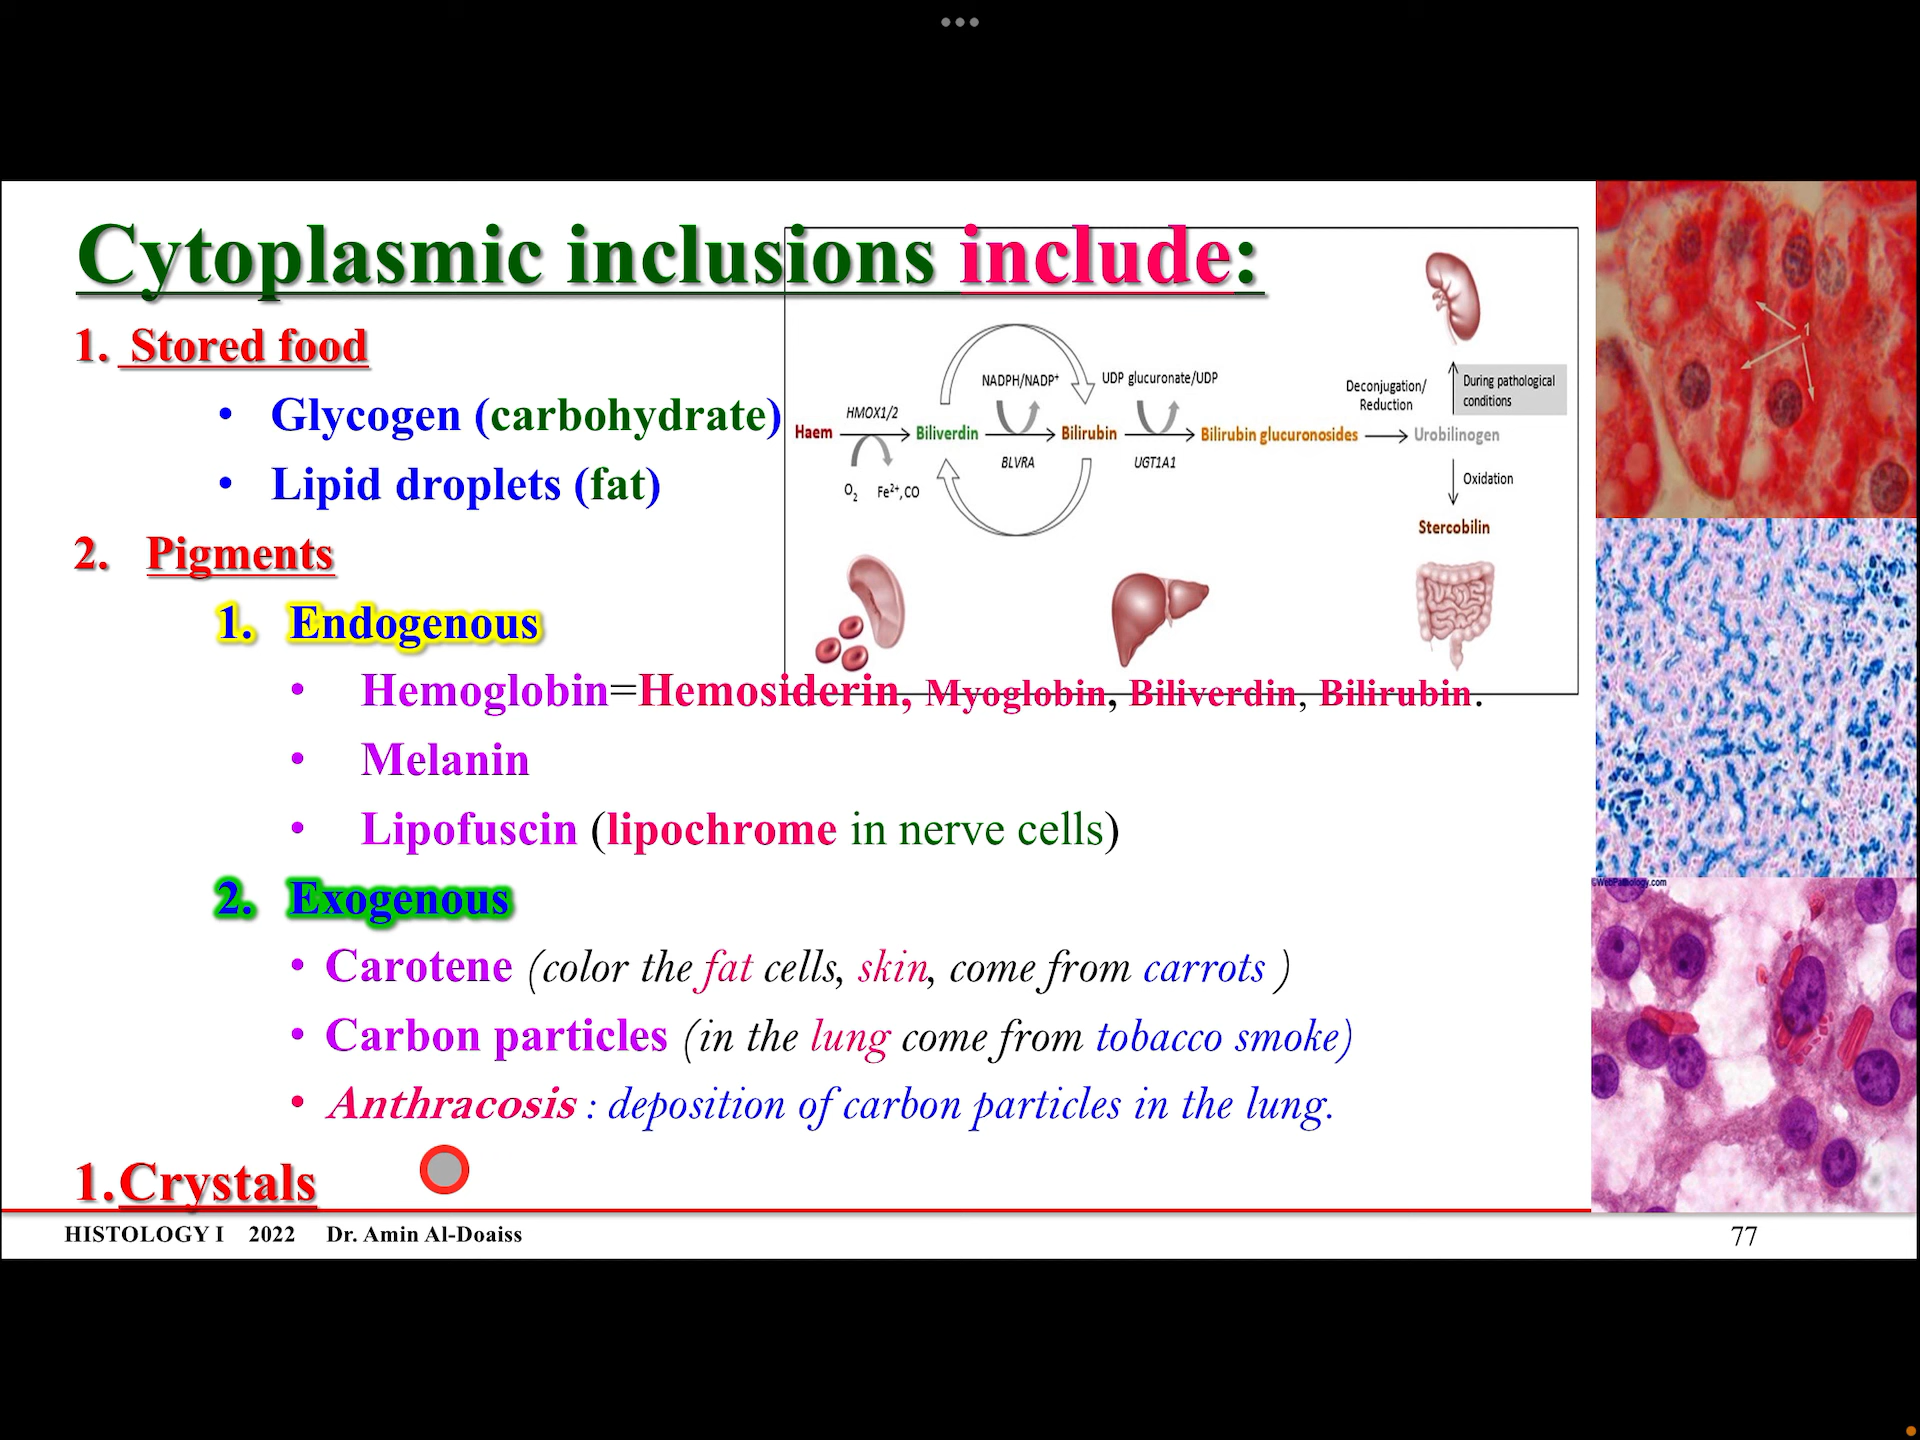 Cytoplasmic inclusions include:
1. Stored food
• Glycogen (carbohydrate)
• Lipid droplets (fat)
2. Pigments
1. Endogenous
• Hemoglobin=Hemosiderin, Myoglobin, Biliverdin, Bilirubin.
• Melanin
• Lipofuscin (lipochrome in nerve cells)
2. Exogenous
• Carotene (color the fat cells, skin, come from carrots )
• Carbon particles (in the lung come from tobacco smoke)
• Anthracosis : deposition of carbon particles in the lung.
1.Crystals
NADPH/NADP+
UDP glucuronate/UDP
Deconjugation/
Reduction
During pathological
conditions
HMOX1/2
Haem
Biliverdin
Bilirubin
Bilirubin glucuronosides
Urobilinogen
BLVRA
UGT1A1
O2
Fe2+,CO
Oxidation
Stercobilin
1
©WebPathology.com
HISTOLOGY I 2022 Dr. Amin Al-Doaiss
77